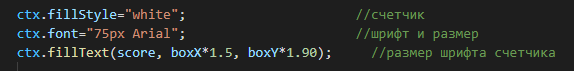 ctx.fillStyle="white"; //счетчик
ctx.font="75px Arial"; //шрифт и размер
ctx.fillText(score, boxX*1.5, boxY*1.90); //размер шрифта счетчика